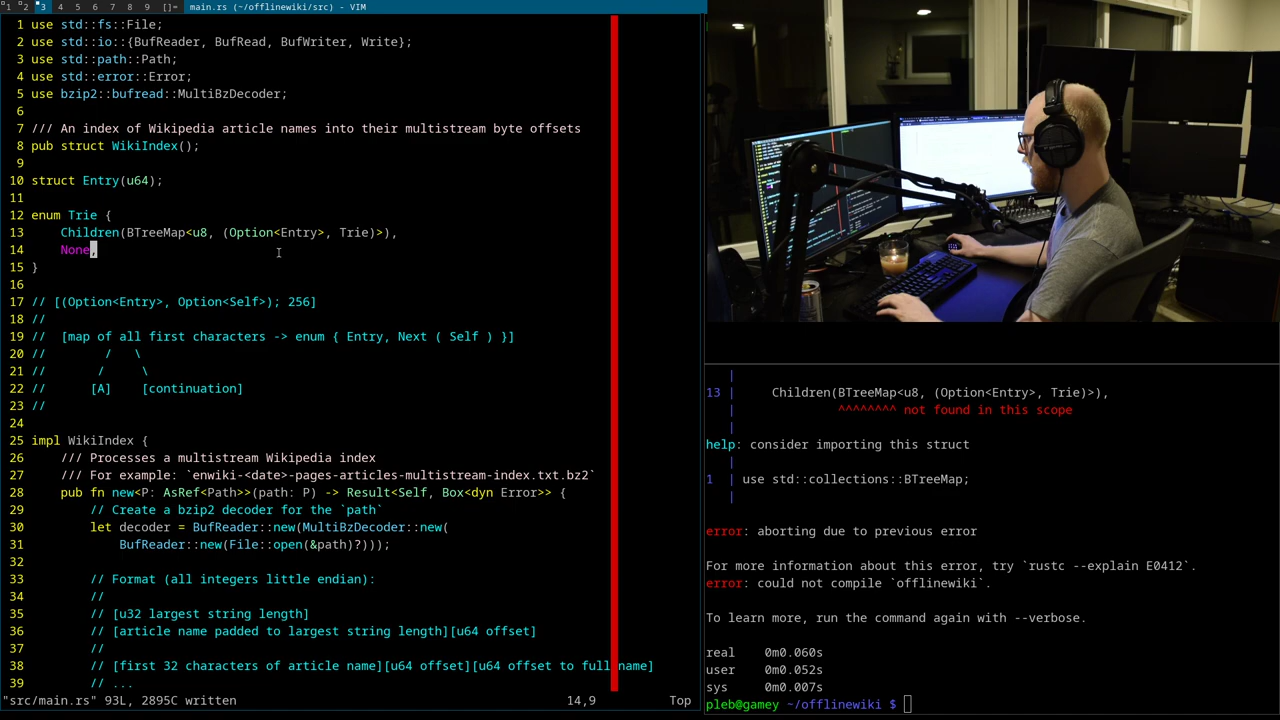 1 2 3 4 5 6 7 8 9 []= main.rs (~/offlinewiki/src) - VIM
1 use std::fs::File;
2 use std::io::{BufReader, BufRead, BufWriter, Write};
3 use std::path::Path;
4 use std::error::Error;
5 use bzip2::bufread::MultiBzDecoder;
6
7 /// An index of Wikipedia article names into their multistream byte offsets
8 pub struct WikiIndex();
9
10 struct Entry(u64);
11
12 enum Trie {
13     Children(BTreeMap<u8, (Option<Entry>, Trie)>),
14     None,
15 }
16
17 // [(Option<Entry>, Option<Self>); 256]
18 //
19 //  [map of all first characters -> enum { Entry, Next ( Self ) }]
20 //        /   \
21 //       /     \
22 //      [A]    [continuation]
23 //
24
25 impl WikiIndex {
26     /// Processes a multistream Wikipedia index
27     /// For example: `enwiki-<date>-pages-articles-multistream-index.txt.bz2`
28     pub fn new<P: AsRef<Path>>(path: P) -> Result<Self, Box<dyn Error>> {
29         // Create a bzip2 decoder for the `path`
30         let decoder = BufReader::new(MultiBzDecoder::new(
31             BufReader::new(File::open(&path)?)));
32
33         // Format (all integers little endian):
34         //
35         // [u32 largest string length]
36         // [article name padded to largest string length][u64 offset]
37         //
38         // [first 32 characters of article name][u64 offset][u64 offset to full name]
39         // ...
"src/main.rs" 93L, 2895C written 14,9 Top
|
13 |     Children(BTreeMap<u8, (Option<Entry>, Trie)>),
|              ^^^^^^^^ not found in this scope
|
help: consider importing this struct
|
1 | use std::collections::BTreeMap;
|
error: aborting due to previous error
For more information about this error, try `rustc --explain E0412`.
error: could not compile `offlinewiki`.
To learn more, run the command again with --verbose.
real 0m0.060s
user 0m0.052s
sys 0m0.007s
pleb@gamey ~/offlinewiki $